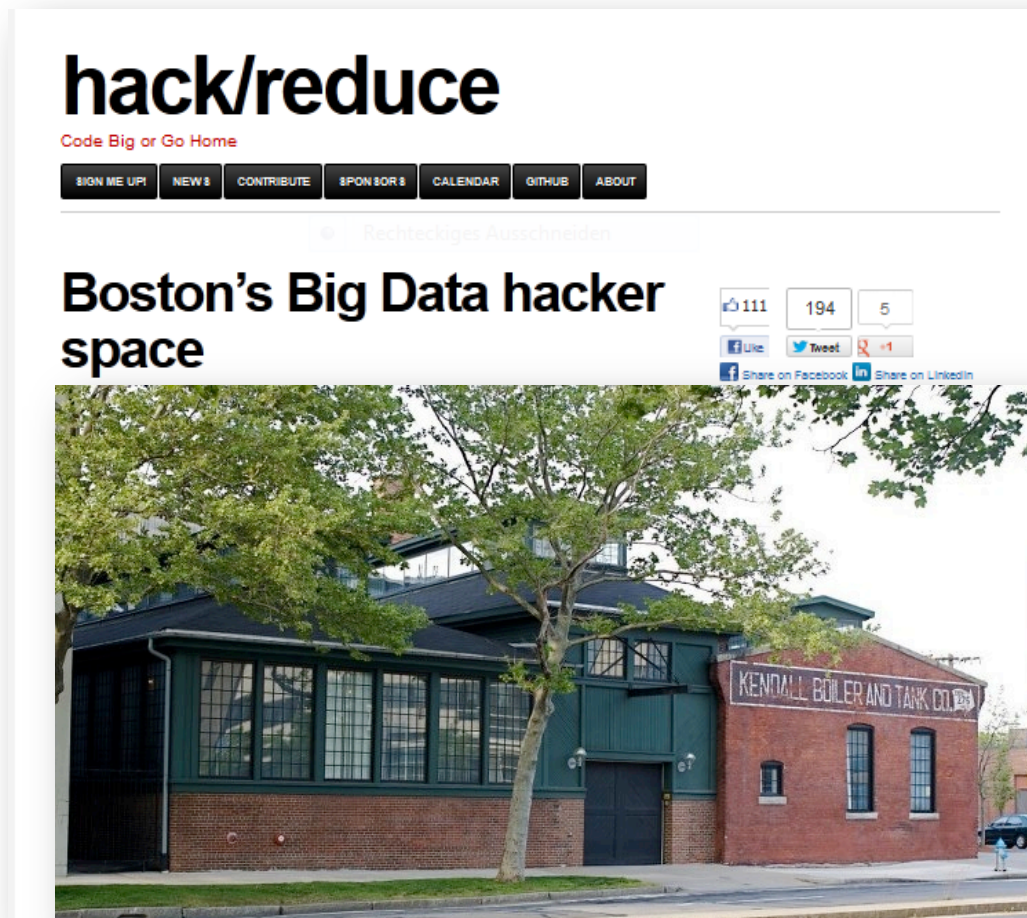 hack/reduce
Code Big or Go Home
SIGN ME UP! NEWS CONTRIBUTE SPONSORS CALENDAR GITHUB ABOUT
Rechteckiges Ausschneiden
Boston's Big Data hacker
space
111 194 5
Like Tweet +1
Share on Facebook in Share on LinkedIn
KENDALL BOILER AND TANK CO.